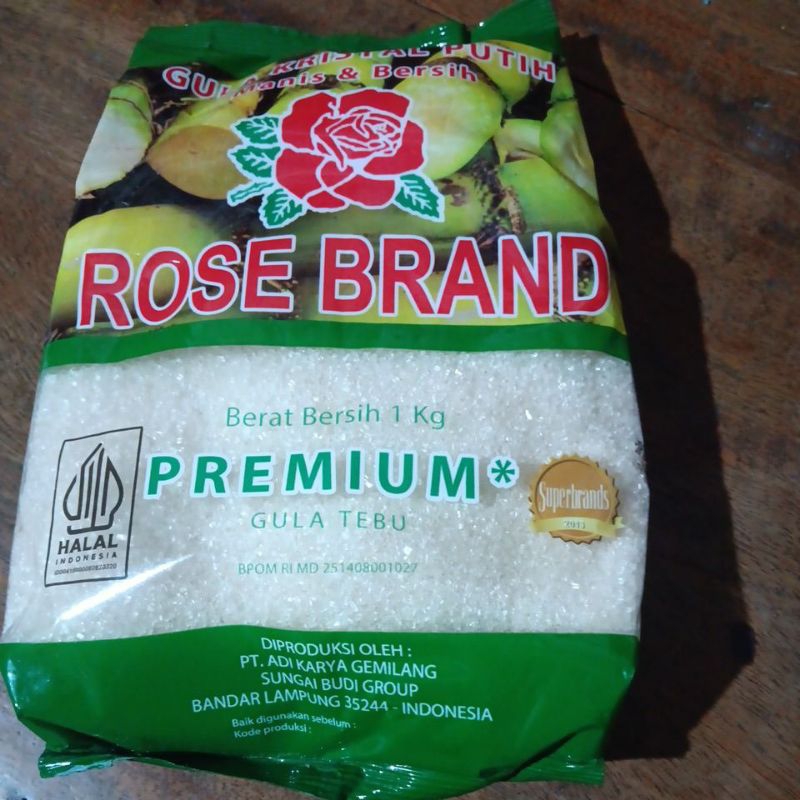 GULA KRISTAL PUTIH
Manis & Bersih
ROSE BRAND
Berat Bersih 1 Kg
PREMIUM*
GULA TEBU
HALAL
INDONESIA
Superbrands
BPOM RI MD 251408001027
DIPRODUKSI OLEH :
PT. ADI KARYA GEMILANG
SUNGAI BUDI GROUP
BANDAR LAMPUNG 35244 - INDONESIA
Baik digunakan sebelum :
Kode produksi :